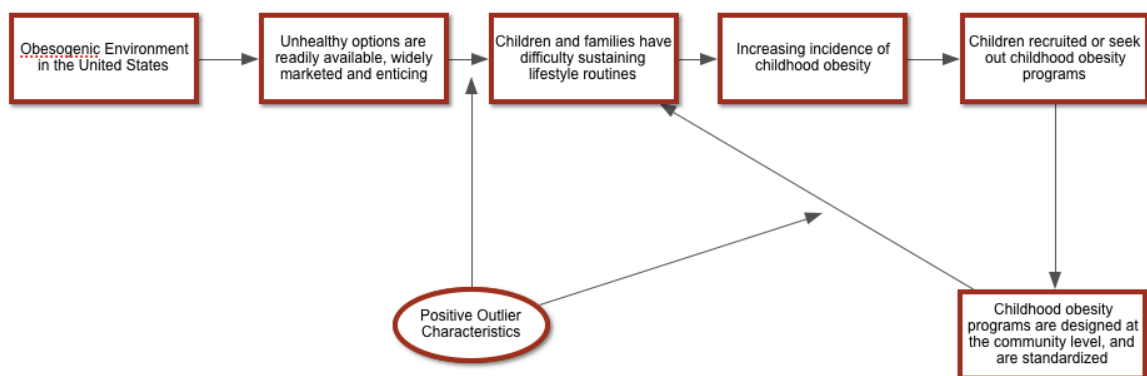 Obesogenic Environment
in the United States
Unhealthy options are
readily available, widely
marketed and enticing
Children and families have
difficulty sustaining
lifestyle routines
Increasing incidence of
childhood obesity
Children recruited or seek
out childhood obesity
programs
Positive Outlier
Characteristics
Childhood obesity
programs are designed at
the community level, and
are standardized